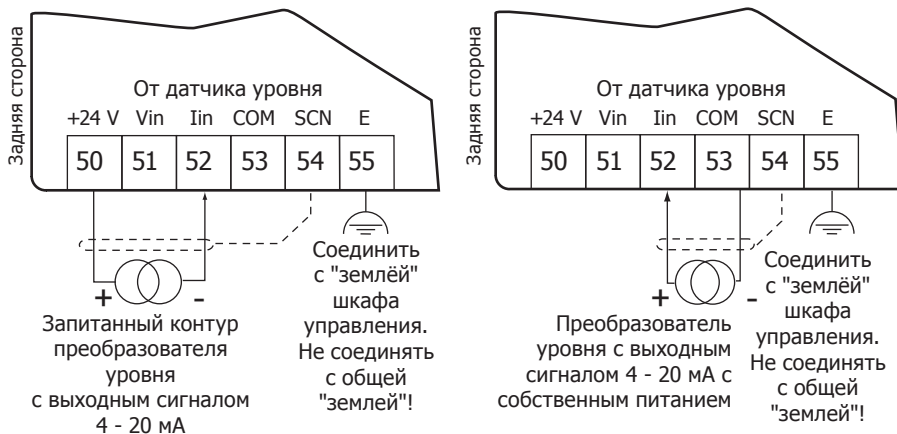 Задняя сторона
От датчика уровня
+24 V Vin Iin COM SCN E
50 51 52 53 54 55
+ -
Запитанный контур
преобразователя
уровня
с выходным сигналом
4 - 20 мА
Соединить
с "землёй"
шкафа
управления.
Не соединять
с общей
"землей"!
Задняя сторона
От датчика уровня
+24 V Vin Iin COM SCN E
50 51 52 53 54 55
+ -
Преобразователь
уровня с выходным
сигналом 4 - 20 мА с
собственным питанием
Соединить
с "землёй"
шкафа
управления.
Не соединять
с общей
"землей"!